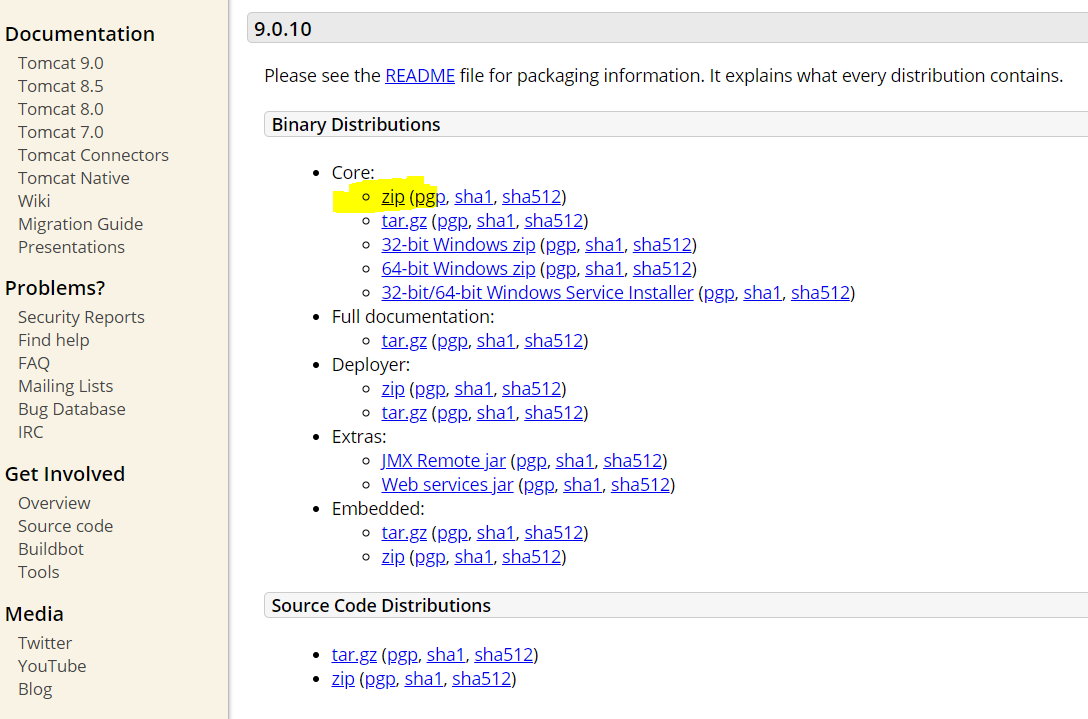 Documentation
Tomcat 9.0
Tomcat 8.5
Tomcat 8.0
Tomcat 7.0
Tomcat Connectors
Tomcat Native
Wiki
Migration Guide
Presentations
Problems?
Security Reports
Find help
FAQ
Mailing Lists
Bug Database
IRC
Get Involved
Overview
Source code
Buildbot
Tools
Media
Twitter
YouTube
Blog
9.0.10
Please see the README file for packaging information. It explains what every distribution contains.
Binary Distributions
Core:
zip (pgp, sha1, sha512)
tar.gz (pgp, sha1, sha512)
32-bit Windows zip (pgp, sha1, sha512)
64-bit Windows zip (pgp, sha1, sha512)
32-bit/64-bit Windows Service Installer (pgp, sha1, sha512)
Full documentation:
tar.gz (pgp, sha1, sha512)
Deployer:
zip (pgp, sha1, sha512)
tar.gz (pgp, sha1, sha512)
Extras:
JMX Remote jar (pgp, sha1, sha512)
Web services jar (pgp, sha1, sha512)
Embedded:
tar.gz (pgp, sha1, sha512)
zip (pgp, sha1, sha512)
Source Code Distributions
tar.gz (pgp, sha1, sha512)
zip (pgp, sha1, sha512)